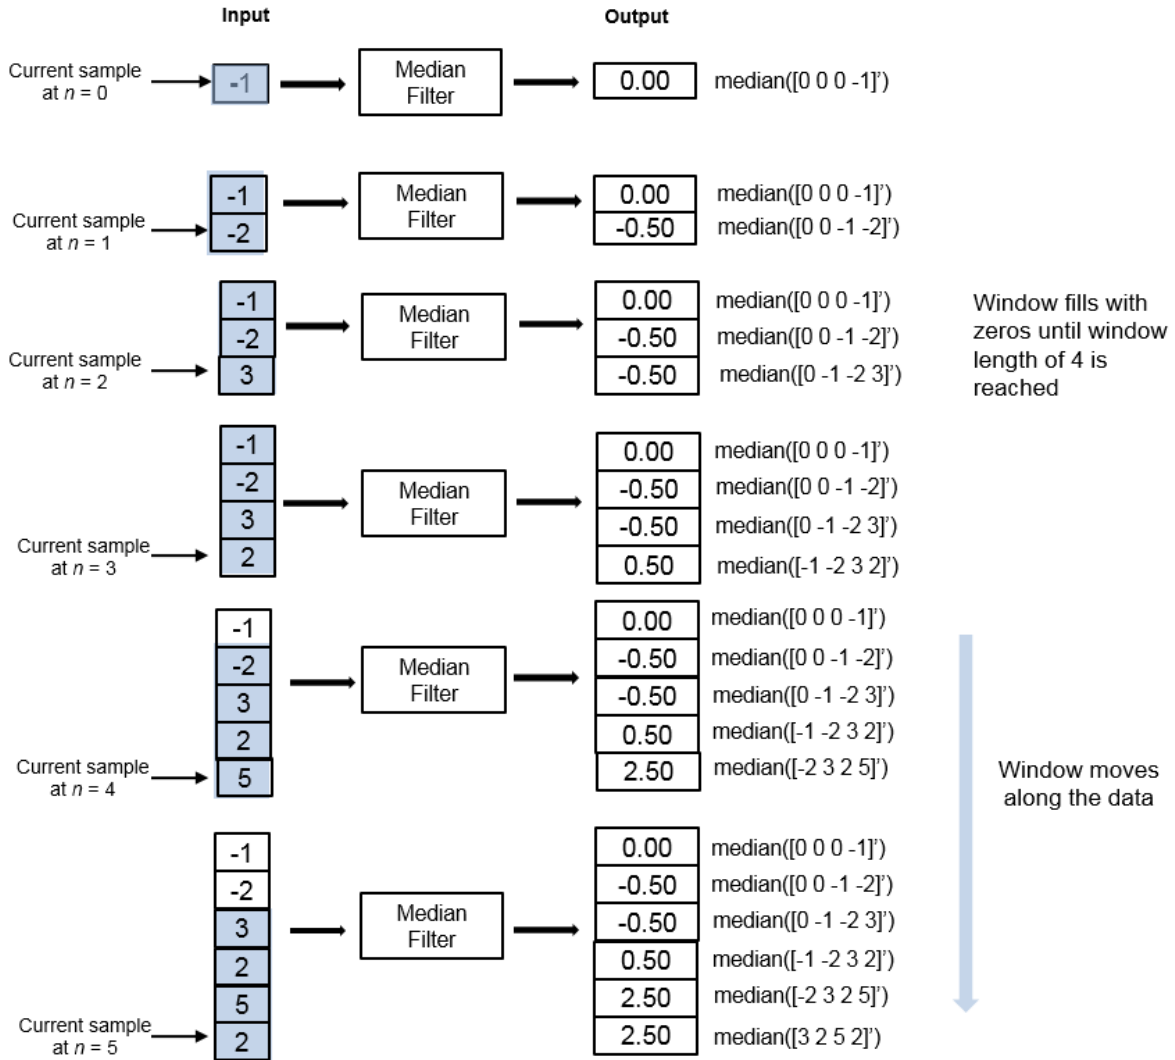 Input
Output
Current sample
at n = 0
-1
Median
Filter
0.00
median([0 0 0 -1]')
Current sample
at n = 1
-1
-2
Median
Filter
0.00
-0.50
median([0 0 0 -1]')
median([0 0 -1 -2]')
Current sample
at n = 2
-1
-2
3
Median
Filter
0.00
-0.50
-0.50
median([0 0 0 -1]')
median([0 0 -1 -2]')
median([0 -1 -2 3]')
Window fills with
zeros until window
length of 4 is
reached
Current sample
at n = 3
-1
-2
3
2
Median
Filter
0.00
-0.50
-0.50
0.50
median([0 0 0 -1]')
median([0 0 -1 -2]')
median([0 -1 -2 3]')
median([-1 -2 3 2]')
Current sample
at n = 4
-1
-2
3
2
5
Median
Filter
0.00
-0.50
-0.50
0.50
2.50
median([0 0 0 -1]')
median([0 0 -1 -2]')
median([0 -1 -2 3]')
median([-1 -2 3 2]')
median([-2 3 2 5]')
Window moves
along the data
Current sample
at n = 5
-1
-2
3
2
5
2
Median
Filter
0.00
-0.50
-0.50
0.50
2.50
2.50
median([0 0 0 -1]')
median([0 0 -1 -2]')
median([0 -1 -2 3]')
median([-1 -2 3 2]')
median([-2 3 2 5]')
median([3 2 5 2]')